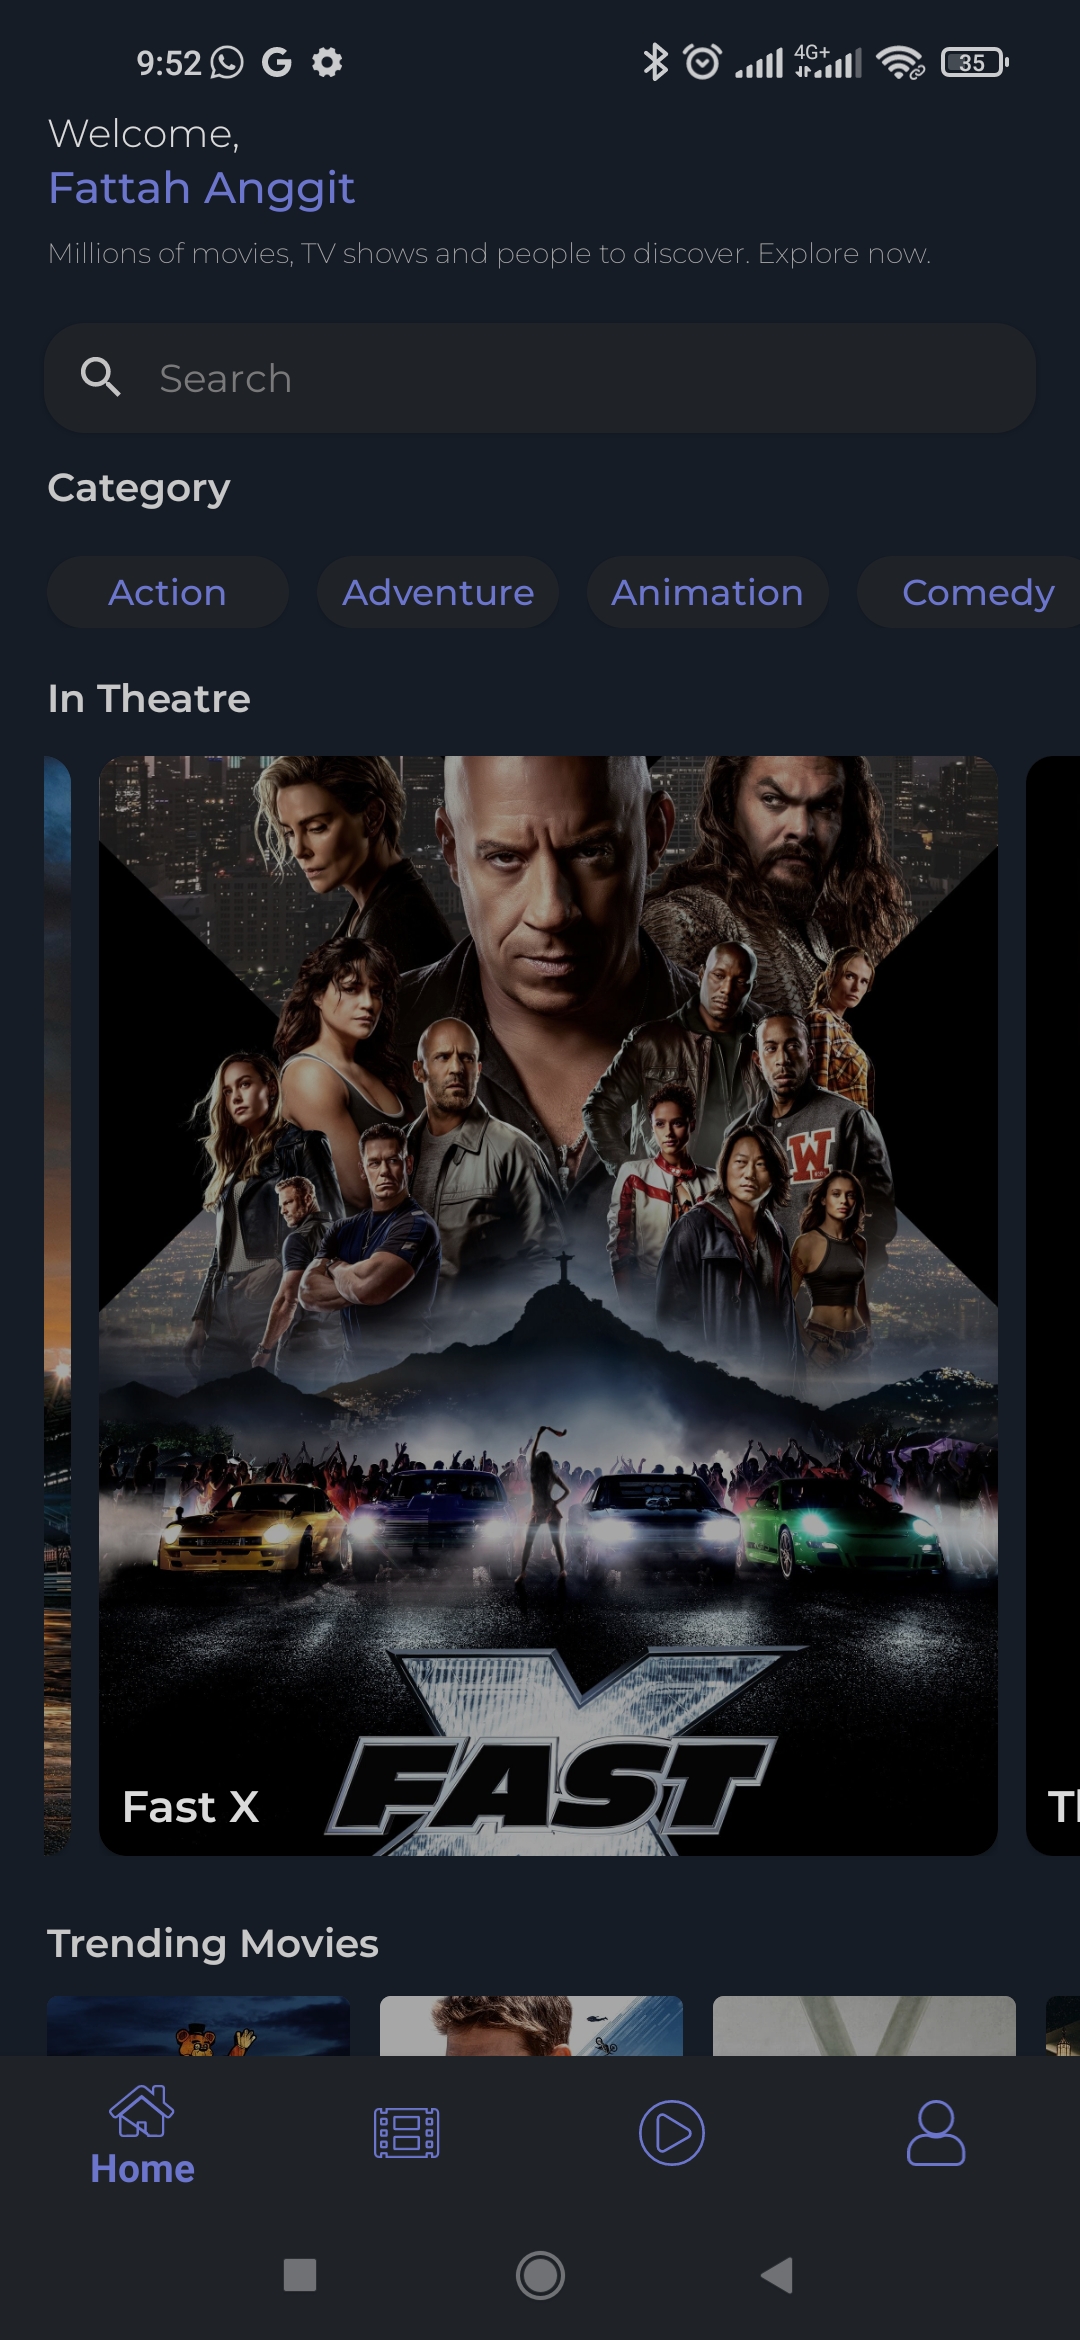 9:52
4G+
35
Welcome,
Fattah Anggit
Millions of movies, TV shows and people to discover. Explore now.
Search
Category
Action Adventure Animation Comedy
In Theatre
W
FAST
X
Fast X
Trending Movies
Home